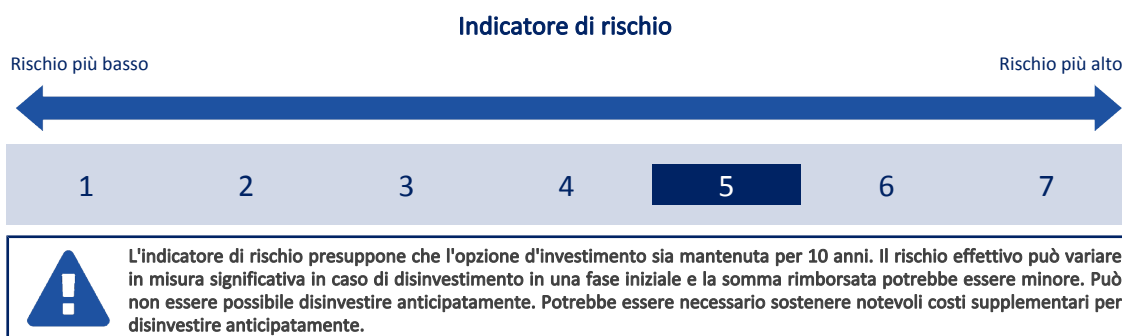 Indicatore di rischio
Rischio più basso
Rischio più alto
1 2 3 4 5 6 7
L'indicatore di rischio presuppone che l'opzione d'investimento sia mantenuta per 10 anni. Il rischio effettivo può variare
in misura significativa in caso di disinvestimento in una fase iniziale e la somma rimborsata potrebbe essere minore. Può
non essere possibile disinvestire anticipatamente. Potrebbe essere necessario sostenere notevoli costi supplementari per
disinvestire anticipatamente.